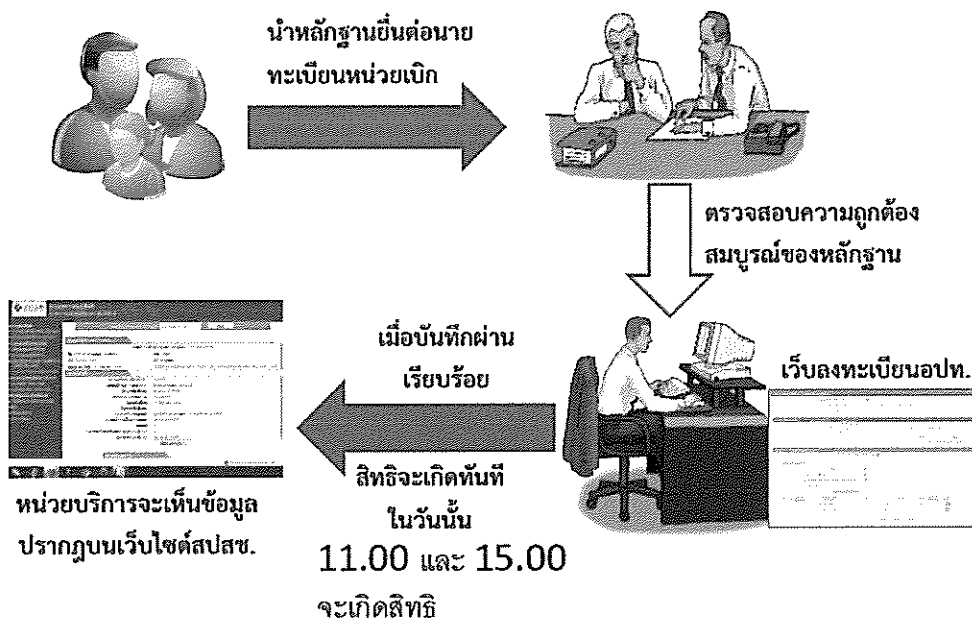 นำหลักฐานยื่นต่อนาย
ทะเบียนหน่วยเบิก
ตรวจสอบความถูกต้อง
สมบูรณ์ของหลักฐาน
เว็บลงทะเบียนอปท.
เมื่อบันทึกผ่าน
เรียบร้อย
สิทธิจะเกิดทันที
ในวันนั้น
11.00 และ 15.00
จะเกิดสิทธิ
หน่วยบริการจะเห็นข้อมูล
ปรากฎบนเว็บไซต์สปสช.